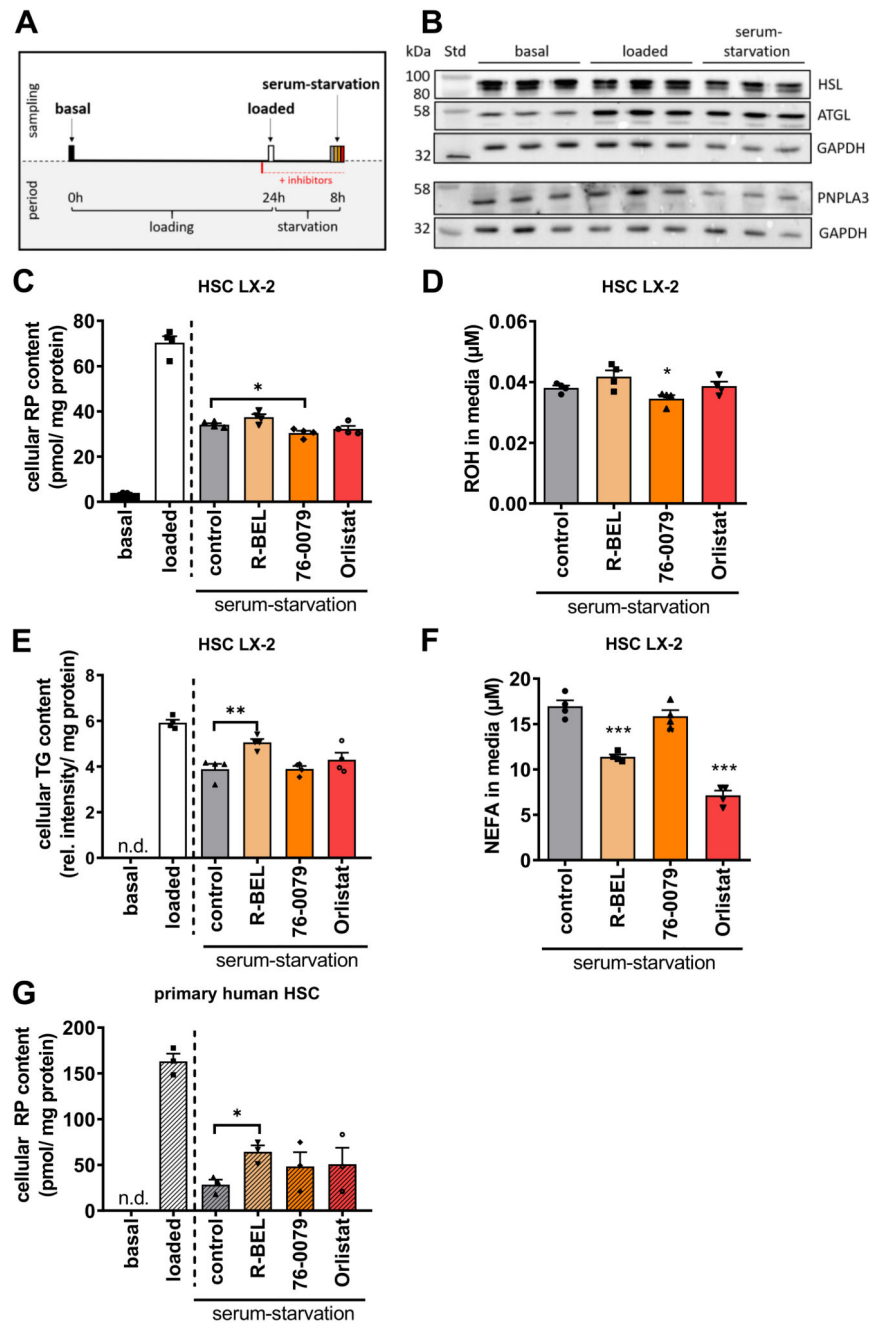 A
sampling
period
basal
loaded
serum-starvation
+ inhibitors
0h
24h
8h
loading
starvation
B
kDa
Std
basal
loaded
serum-
starvation
100
80
58
32
58
32
HSL
ATGL
GAPDH
PNPLA3
GAPDH
C
HSC LX-2
cellular RP content
(pmol/ mg protein)
80
60
40
20
0
*
basal
loaded
control
R-BEL
76-0079
Orlistat
serum-starvation
D
HSC LX-2
ROH in media (µM)
0.06
0.04
0.02
0.00
*
control
R-BEL
76-0079
Orlistat
serum-starvation
E
HSC LX-2
cellular TG content
(rel. intensity/ mg protein)
8
6
4
2
0
n.d.
**
basal
loaded
control
R-BEL
76-0079
Orlistat
serum-starvation
F
HSC LX-2
NEFA in media (µM)
20
15
10
5
0
***
***
control
R-BEL
76-0079
Orlistat
serum-starvation
G
primary human HSC
cellular RP content
(pmol/ mg protein)
200
150
100
50
0
n.d.
*
basal
loaded
control
R-BEL
76-0079
Orlistat
serum-starvation